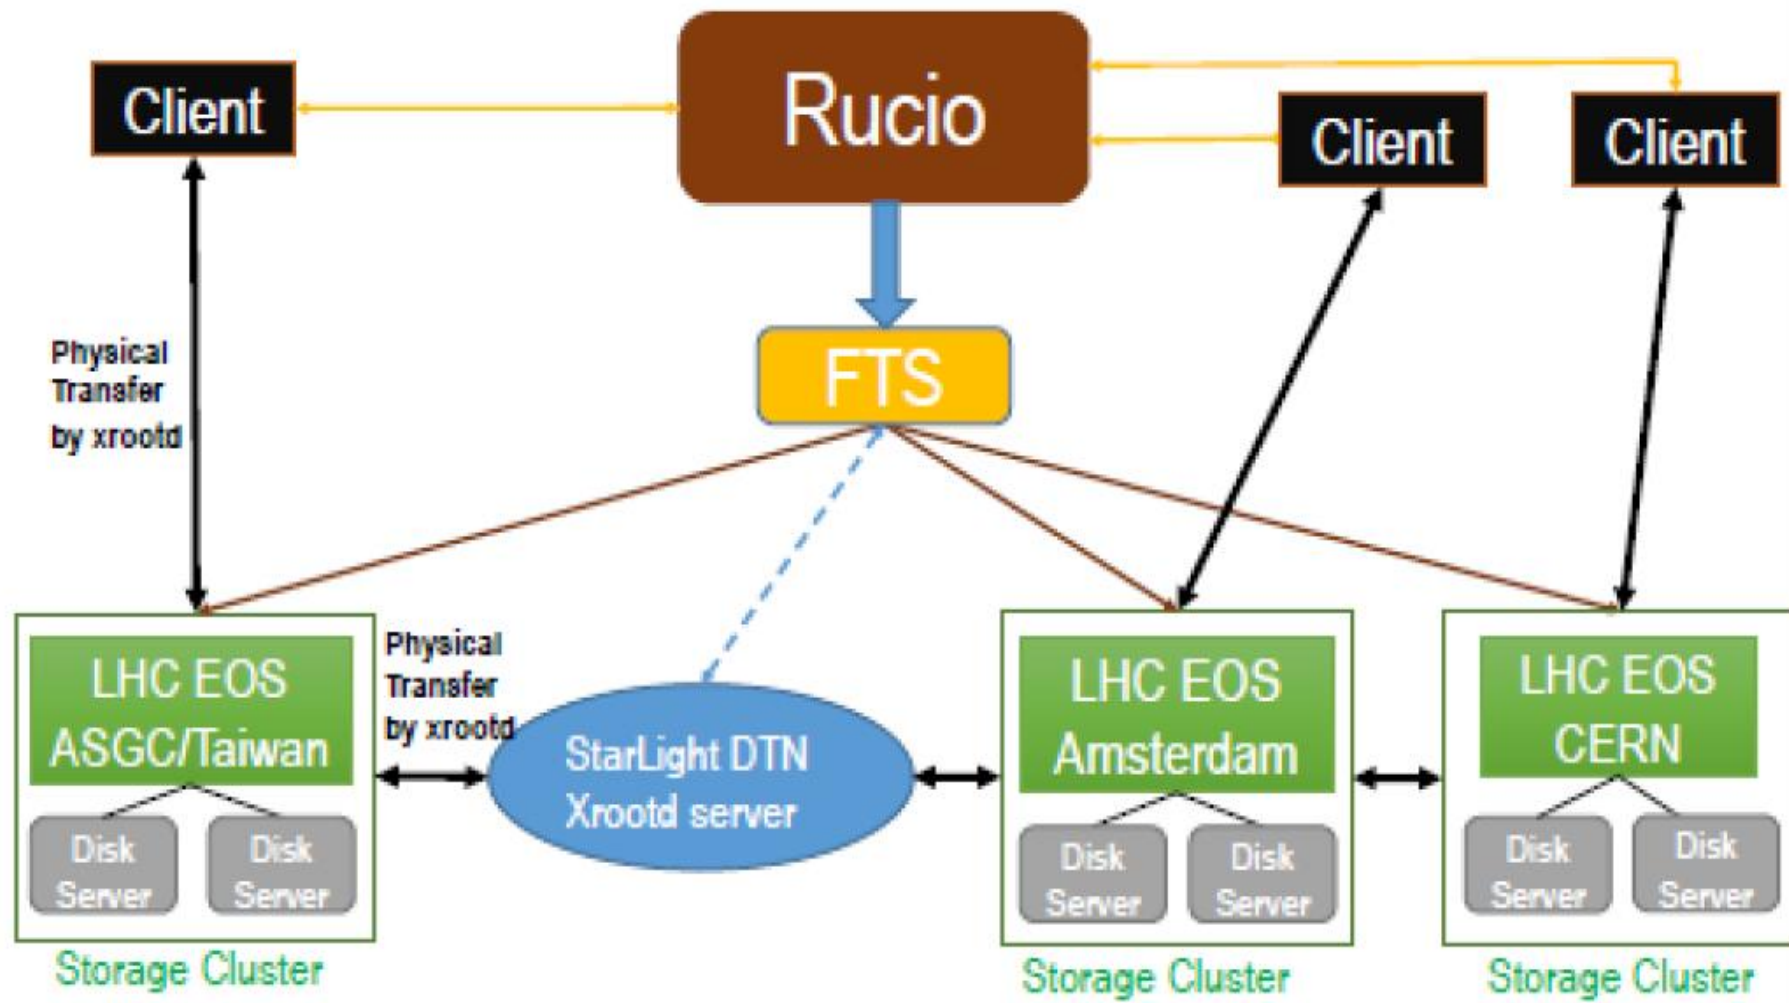 Rucio
Client
Client
Client
Physical
Transfer
by xrootd
FTS
LHC EOS
ASGC/Taiwan
Disk
Server
Disk
Server
Storage Cluster
Physical
Transfer
by xrootd
StarLight DTN
Xrootd server
LHC EOS
Amsterdam
Disk
Server
Disk
Server
Storage Cluster
LHC EOS
CERN
Disk
Server
Disk
Server
Storage Cluster